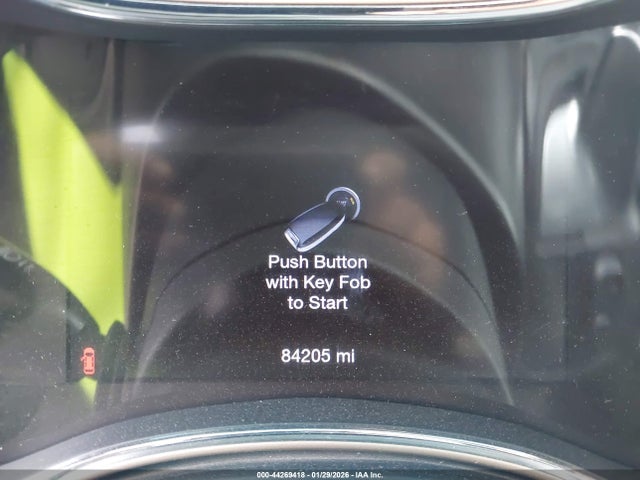 Push Button
with Key Fob
to Start
84205 mi
000-44269418 - 01/29/2026 - IAA Inc.